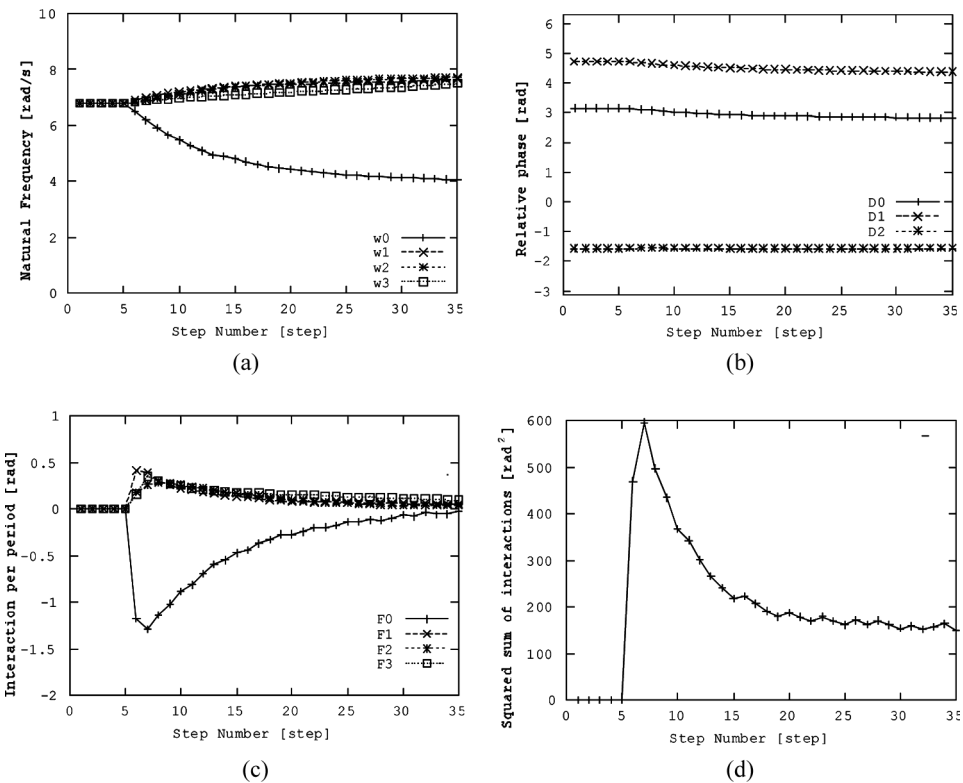 10
8
6
4
2
0
Natural Frequency [rad/s]
w0
w1
w2
w3
0 5 10 15 20 25 30 35
Step Number [step]
(a)
6
5
4
3
2
1
0
-1
-2
-3
Relative phase [rad]
D0
D1
D2
0 5 10 15 20 25 30 35
Step Number [step]
(b)
1
0.5
0
-0.5
-1
-1.5
-2
Interaction per period [rad]
F0
F1
F2
F3
0 5 10 15 20 25 30 35
Step Number [step]
(c)
600
500
400
300
200
100
0
Squared sum of interactions [rad²]
0 5 10 15 20 25 30 35
Step Number [step]
(d)